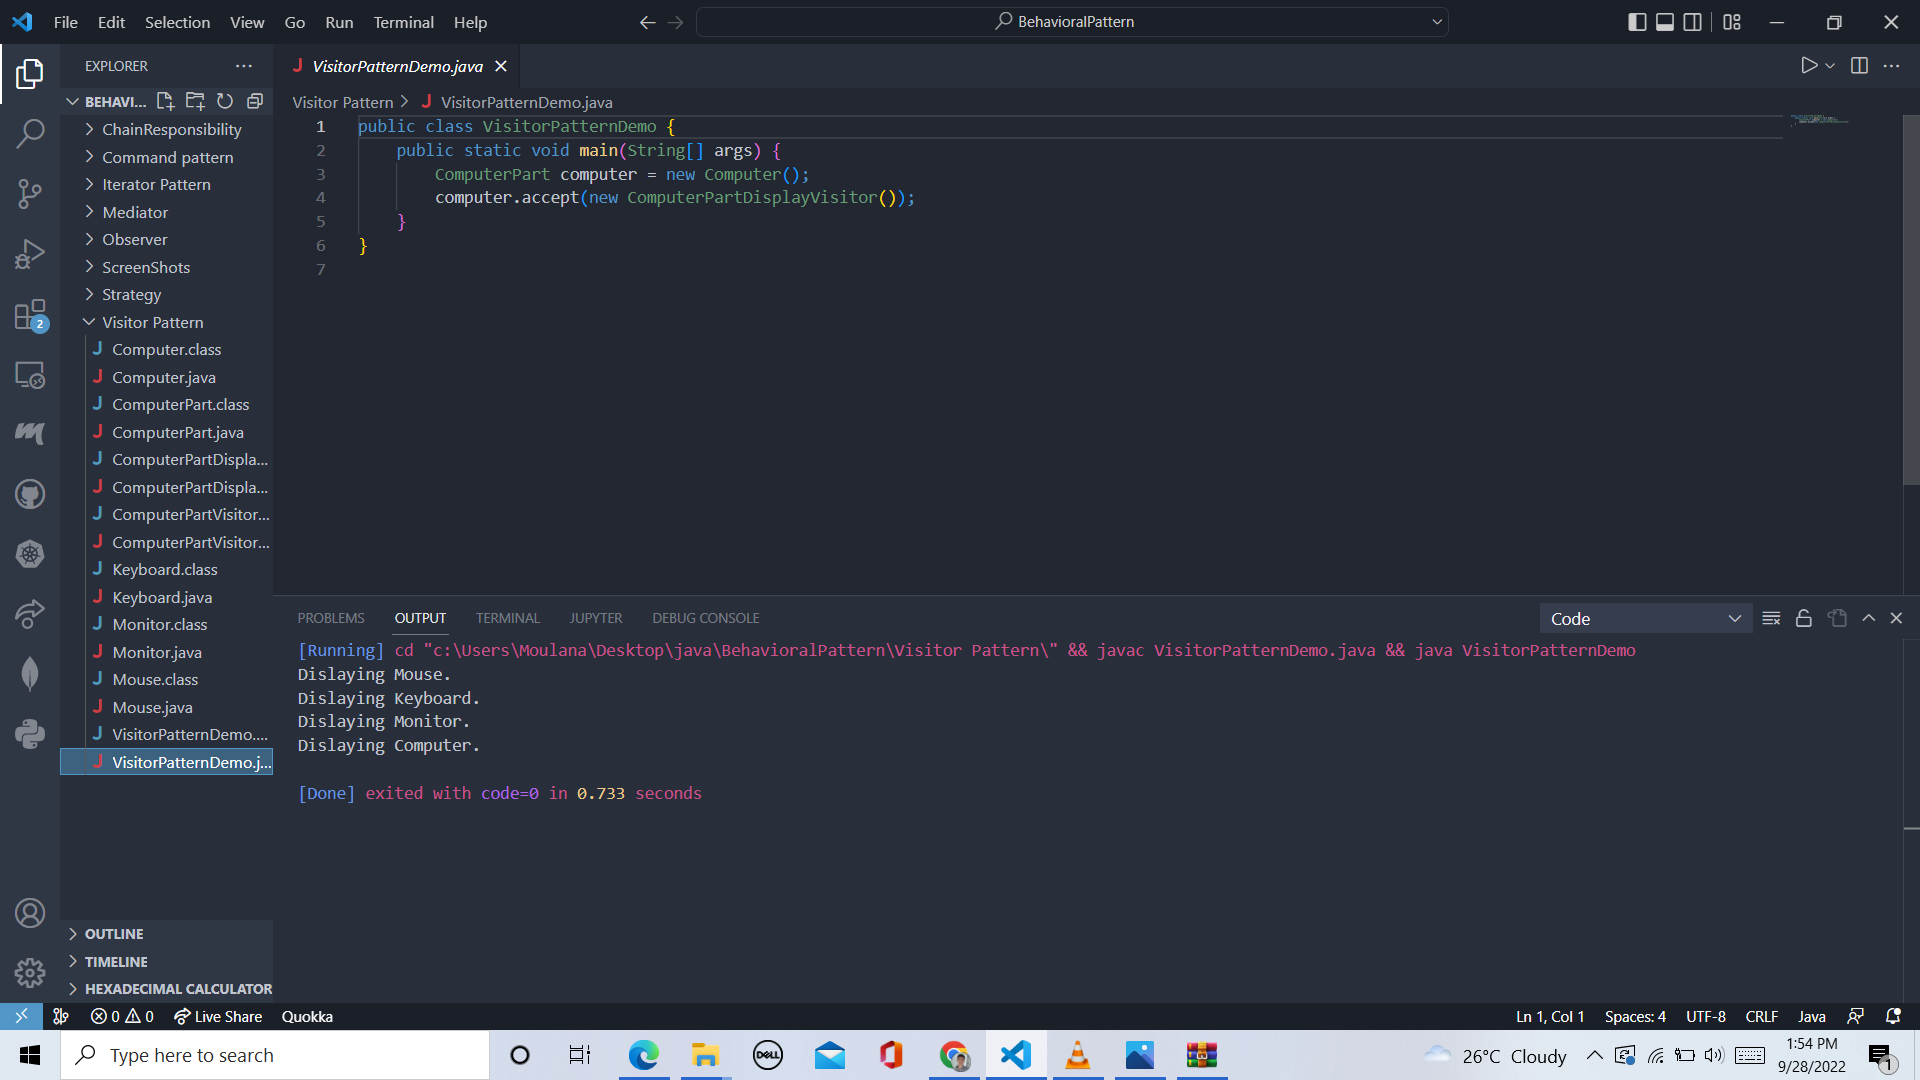 File Edit Selection View Go Run Terminal Help
BehavioralPattern
EXPLORER
BEHAVI...
ChainResponsibility
Command pattern
Iterator Pattern
Mediator
Observer
ScreenShots
Strategy
Visitor Pattern
Computer.class
Computer.java
ComputerPart.class
ComputerPart.java
ComputerPartDispla...
ComputerPartDispla...
ComputerPartVisitor...
ComputerPartVisitor...
Keyboard.class
Keyboard.java
Monitor.class
Monitor.java
Mouse.class
Mouse.java
VisitorPatternDemo....
VisitorPatternDemo.j...
OUTLINE
TIMELINE
HEXADECIMAL CALCULATOR
2
J VisitorPatternDemo.java
Visitor Pattern > J VisitorPatternDemo.java
1 public class VisitorPatternDemo {
2 public static void main(String[] args) {
3 ComputerPart computer = new Computer();
4 computer.accept(new ComputerPartDisplayVisitor());
5 }
6 }
7
PROBLEMS OUTPUT TERMINAL JUPYTER DEBUG CONSOLE
Code
[Running] cd "c:\Users\Moulana\Desktop\java\BehavioralPattern\Visitor Pattern\" && javac VisitorPatternDemo.java && java VisitorPatternDemo
Dislaying Mouse.
Dislaying Keyboard.
Dislaying Monitor.
Dislaying Computer.
[Done] exited with code=0 in 0.733 seconds
0 0 Live Share Quokka
Ln 1, Col 1 Spaces: 4 UTF-8 CRLF Java
Type here to search
DELL
26°C Cloudy
1:54 PM
9/28/2022
1